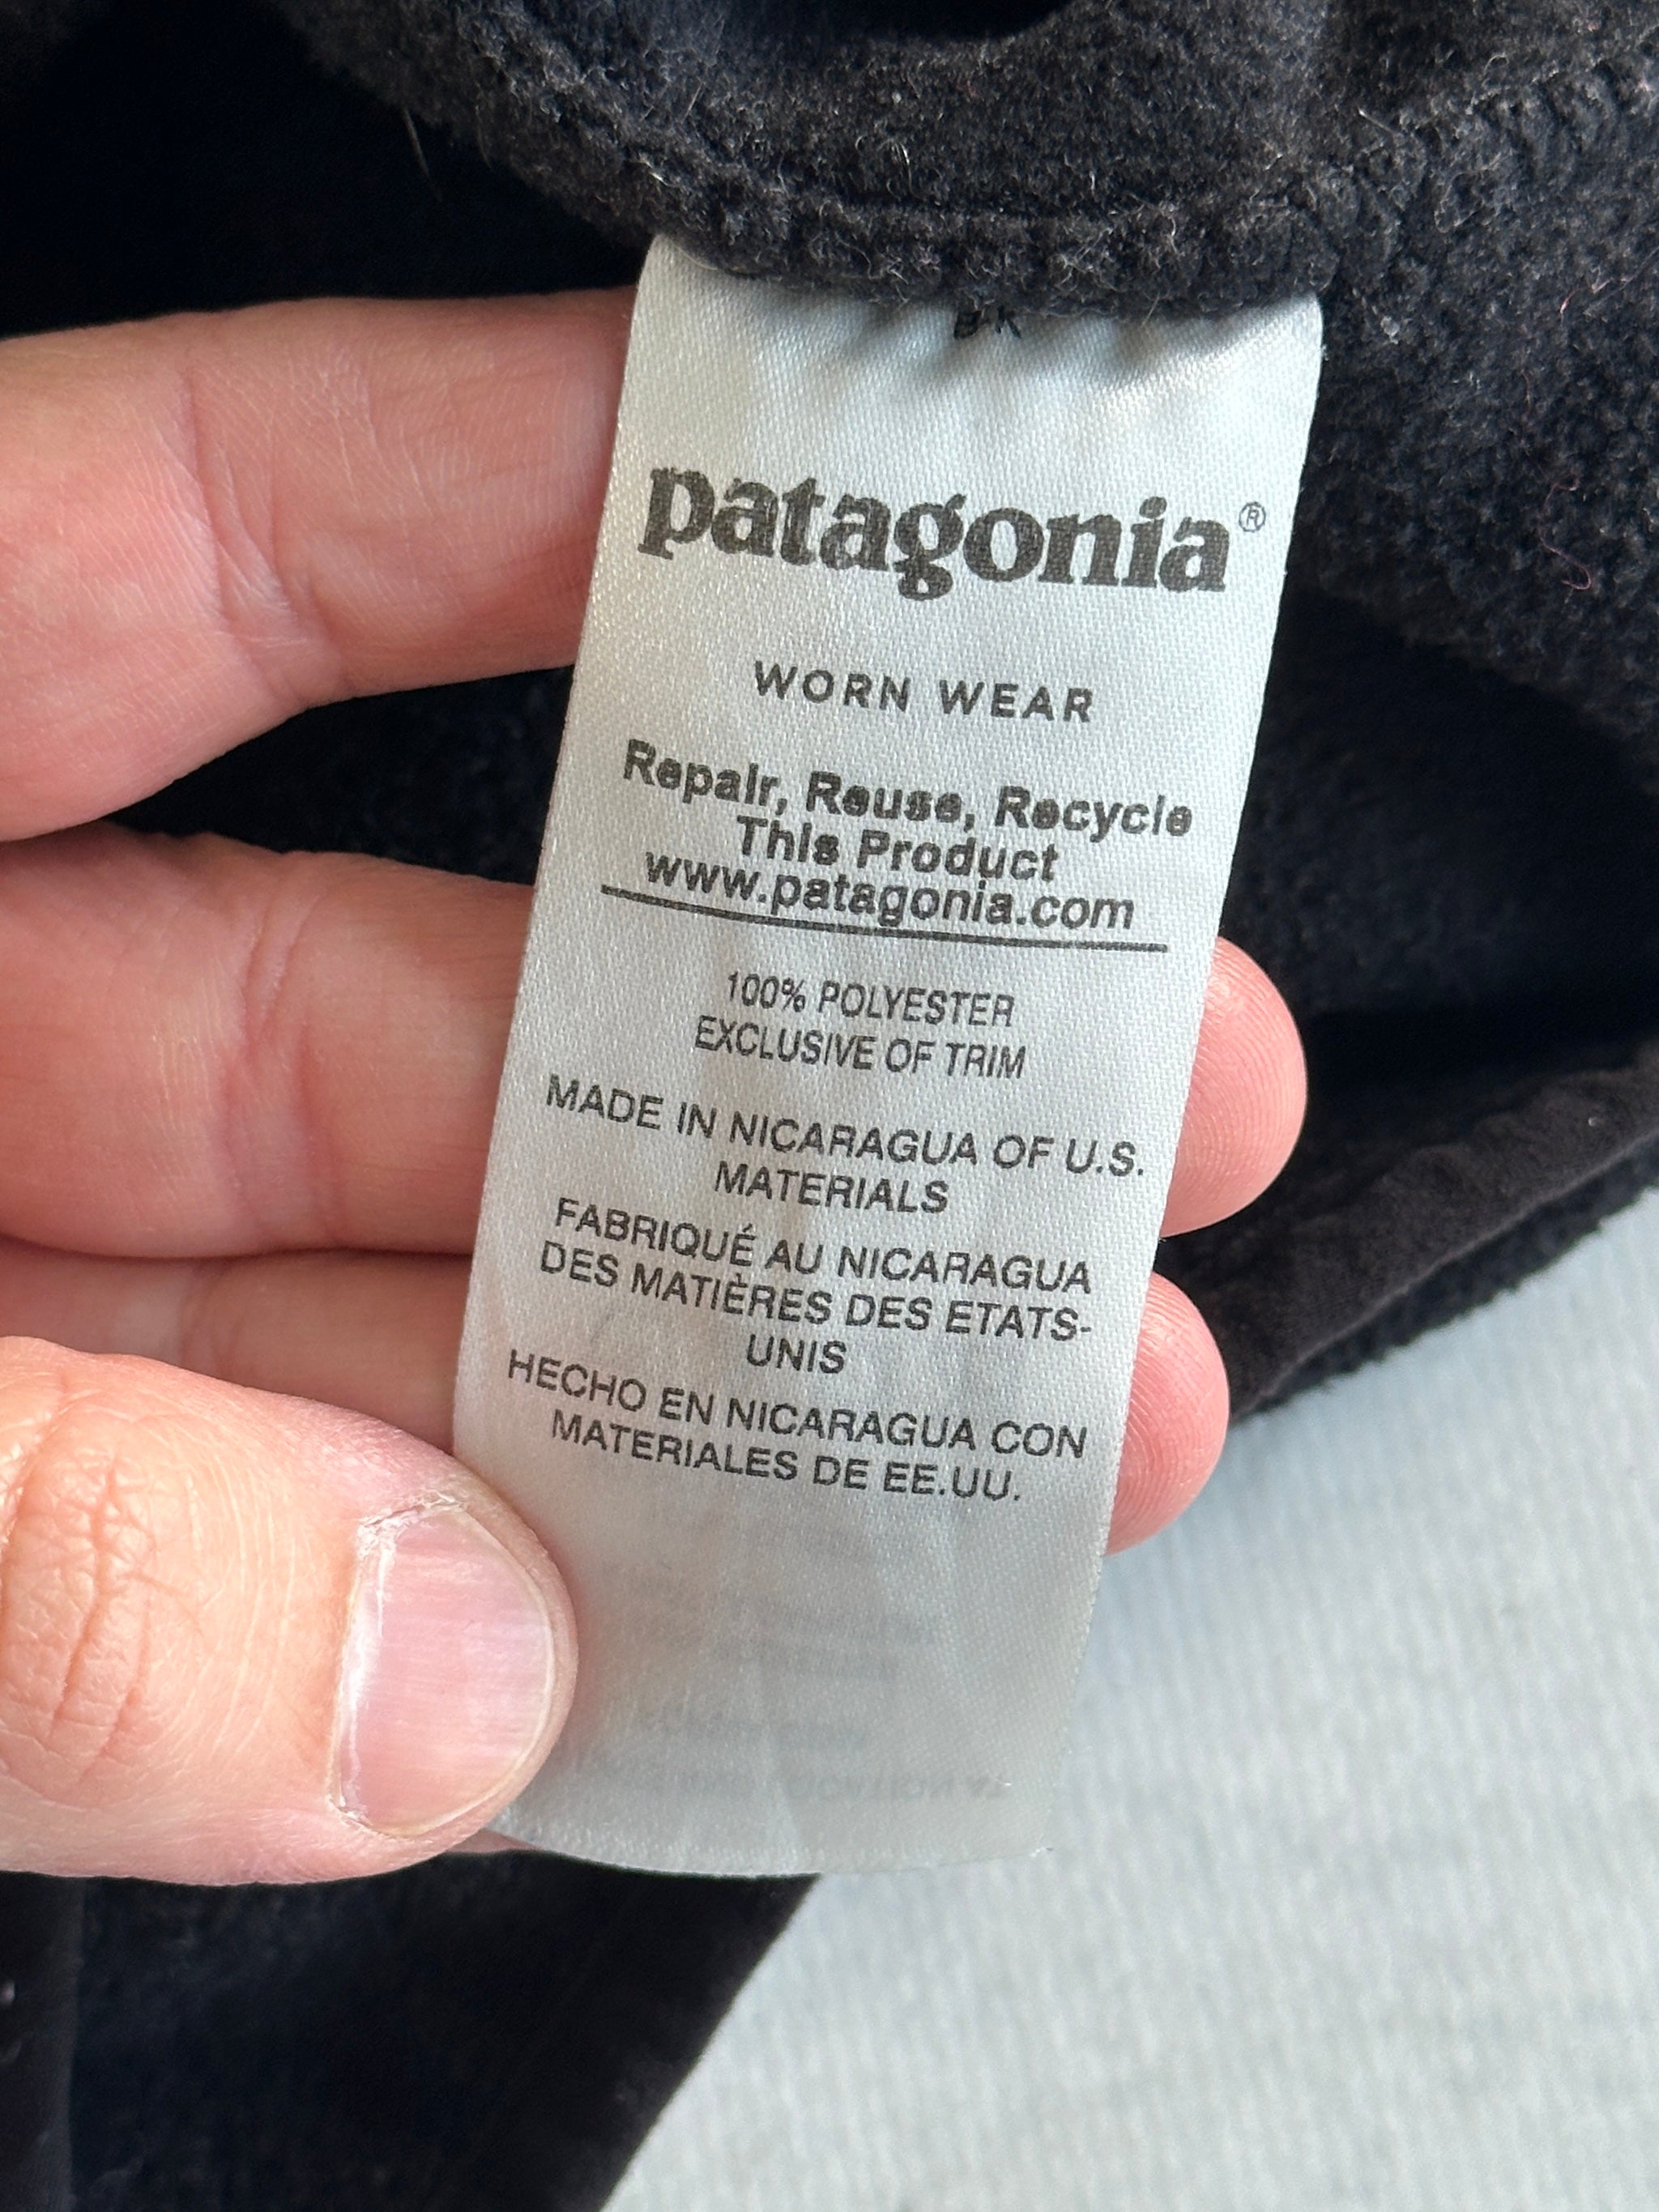 patagonia®
WORN WEAR
Repair, Reuse, Recycle
This Product
www.patagonia.com
100% POLYESTER
EXCLUSIVE OF TRIM
MADE IN NICARAGUA OF U.S.
MATERIALS
FABRIQUÉ AU NICARAGUA
DES MATIÈRES DES ETATS-
UNIS
HECHO EN NICARAGUA CON
MATERIALES DE EE.UU.